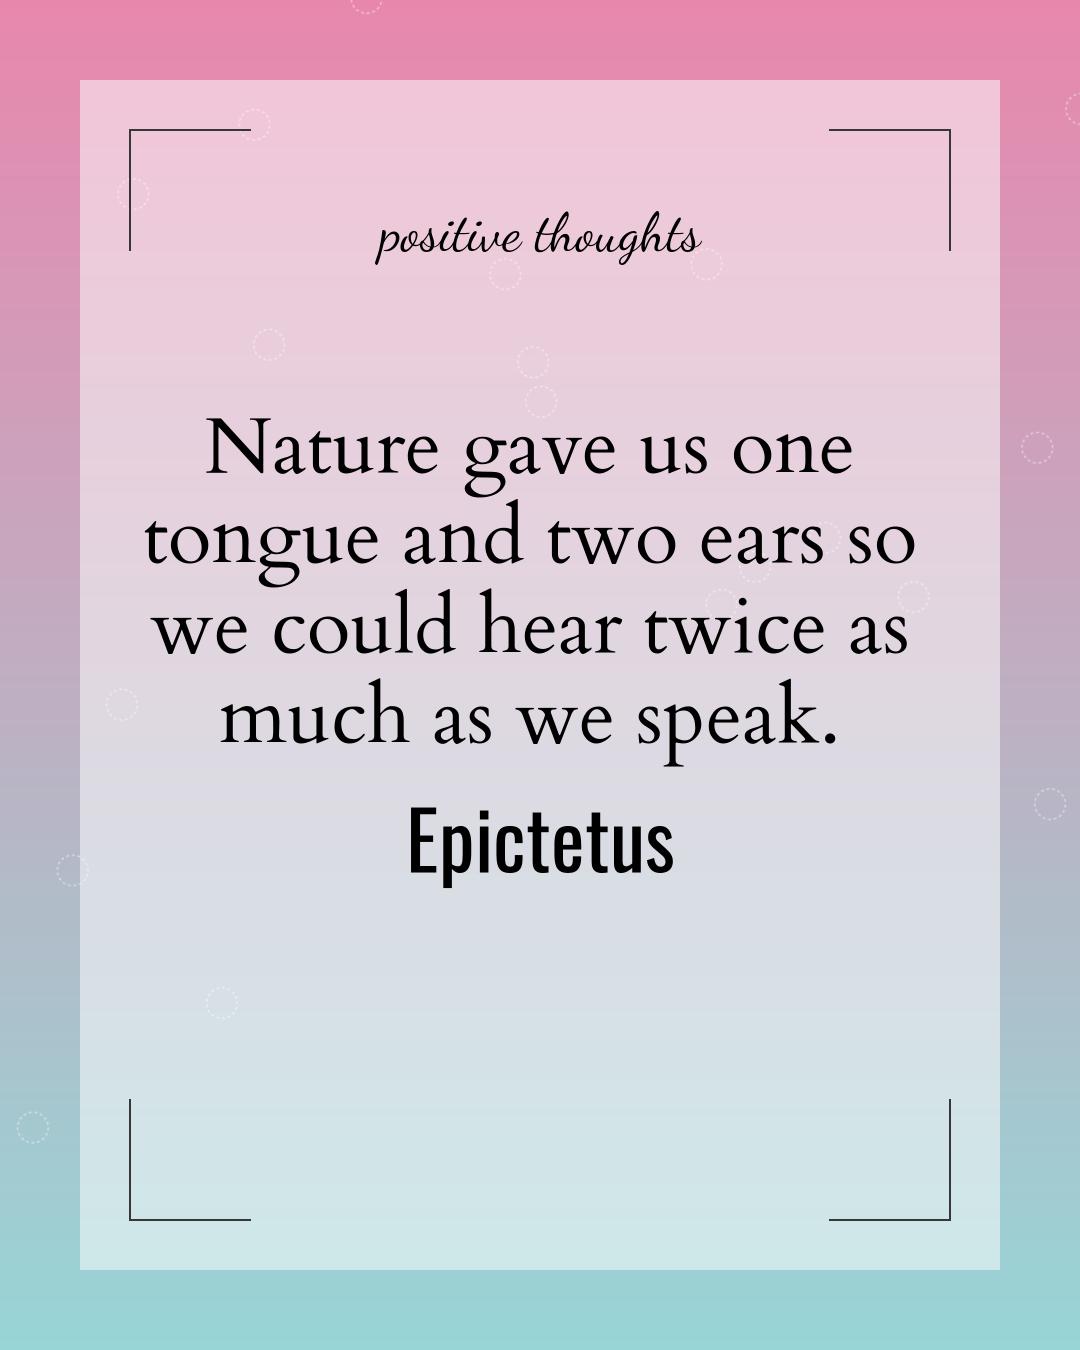 positive thoughts
Nature gave us one
tongue and two ears so
we could hear twice as
much as we speak.
Epictetus